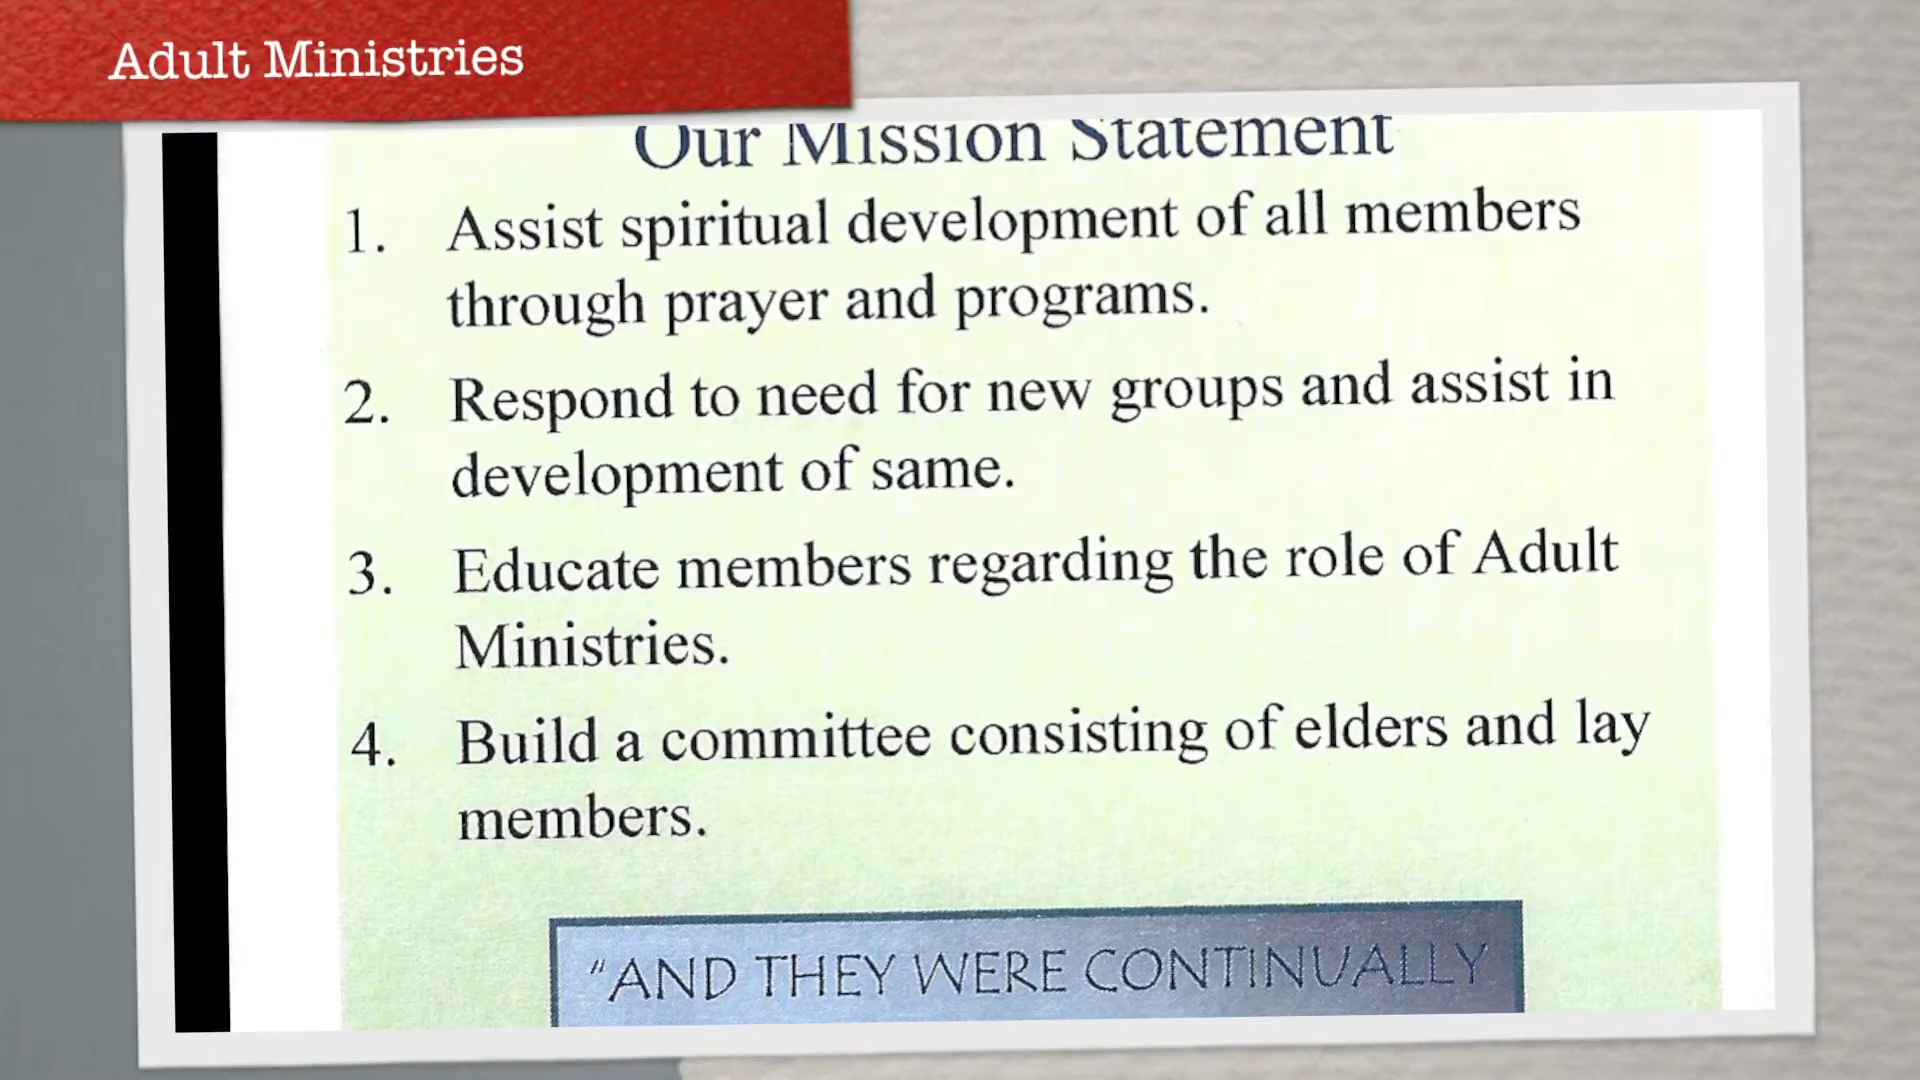 Adult Ministries
Our Mission Statement
1. Assist spiritual development of all members
through prayer and programs.
2. Respond to need for new groups and assist in
development of same.
3. Educate members regarding the role of Adult
Ministries.
4. Build a committee consisting of elders and lay
members.
"AND THEY WERE CONTINUALLY